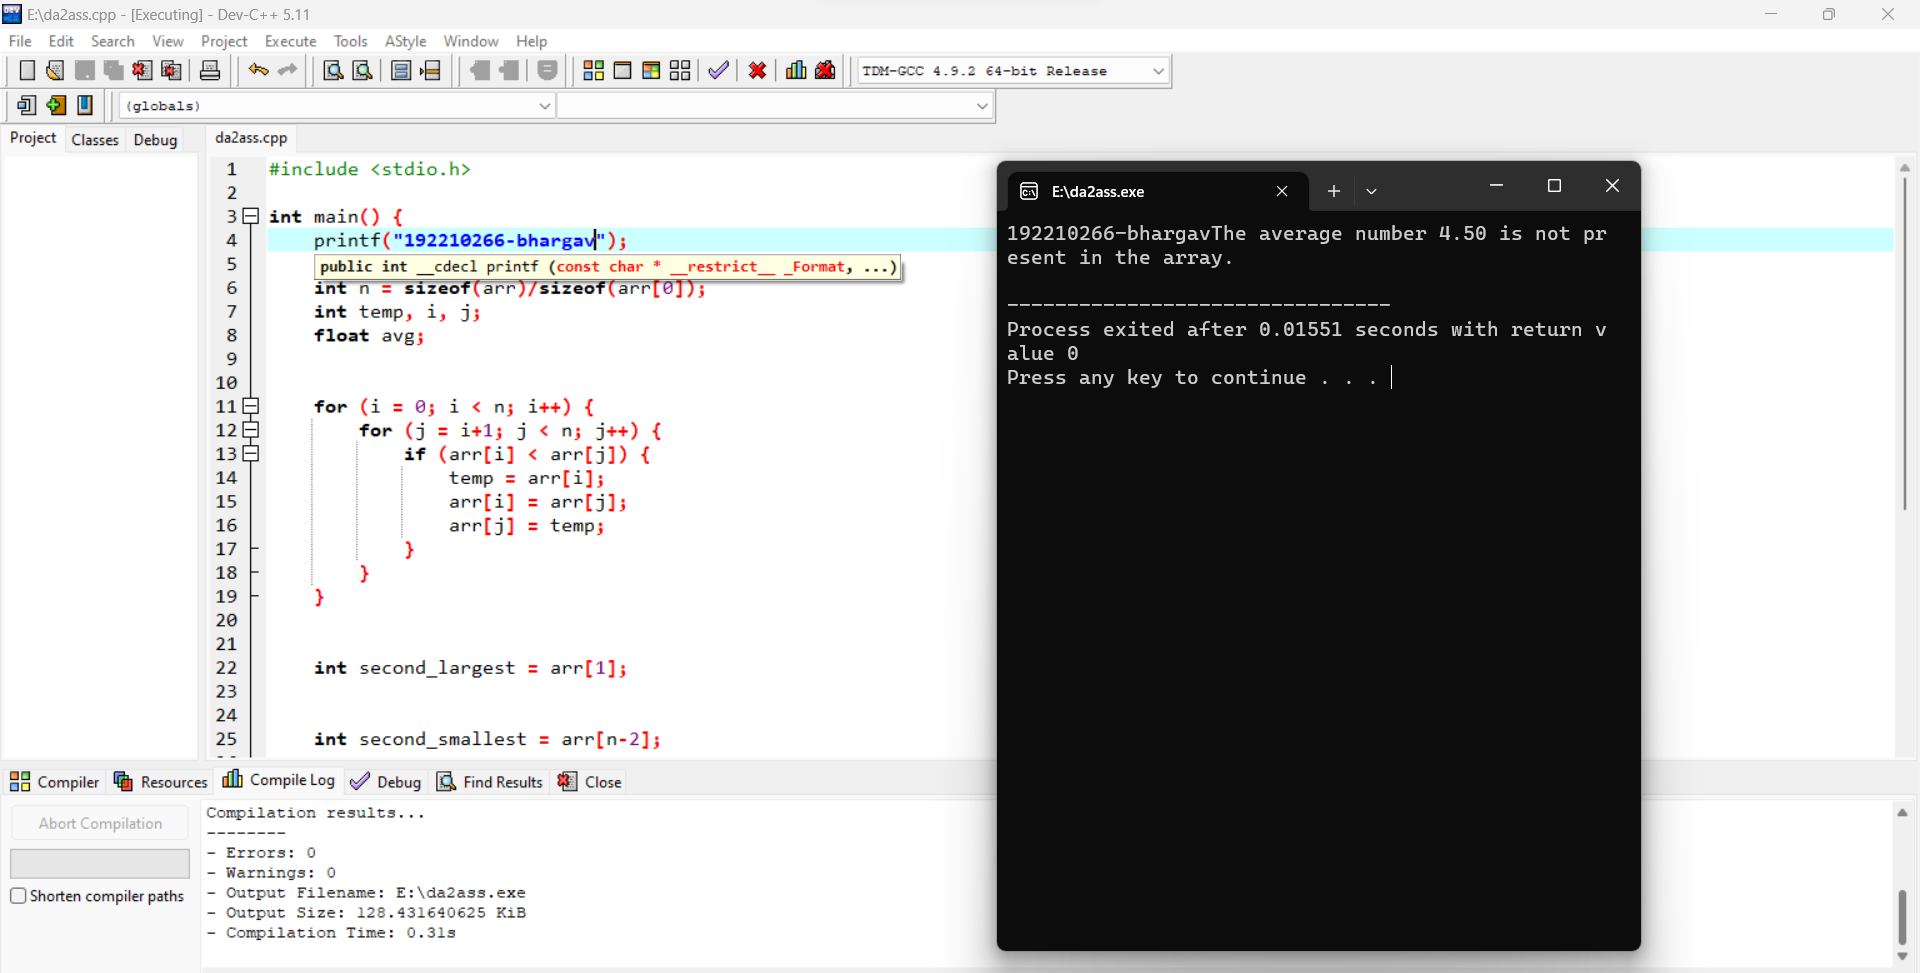 E:\da2ass.cpp - [Executing] - Dev-C++ 5.11
File Edit Search View Project Execute Tools AStyle Window Help
TDM-GCC 4.9.2 64-bit Release
(globals)
Project Classes Debug
da2ass.cpp
1 #include <stdio.h>
2
3 int main() {
4 printf("192210266-bhargav");
5 public int __cdecl printf (const char * __restrict__ _Format, ...)
6 int n = sizeof(arr)/sizeof(arr[0]);
7 int temp, i, j;
8 float avg;
9
10
11 for (i = 0; i < n; i++) {
12 for (j = i+1; j < n; j++) {
13 if (arr[i] < arr[j]) {
14 temp = arr[i];
15 arr[i] = arr[j];
16 arr[j] = temp;
17 }
18 }
19 }
20
21
22 int second_largest = arr[1];
23
24
25 int second_smallest = arr[n-2];
E:\da2ass.exe
192210266-bhargavThe average number 4.50 is not pr
esent in the array.
--------------------------------
Process exited after 0.01551 seconds with return v
alue 0
Press any key to continue . . .
Compiler Resources Compile Log Debug Find Results Close
Abort Compilation
Shorten compiler paths
Compilation results...
--------
- Errors: 0
- Warnings: 0
- Output Filename: E:\da2ass.exe
- Output Size: 128.431640625 KiB
- Compilation Time: 0.31s